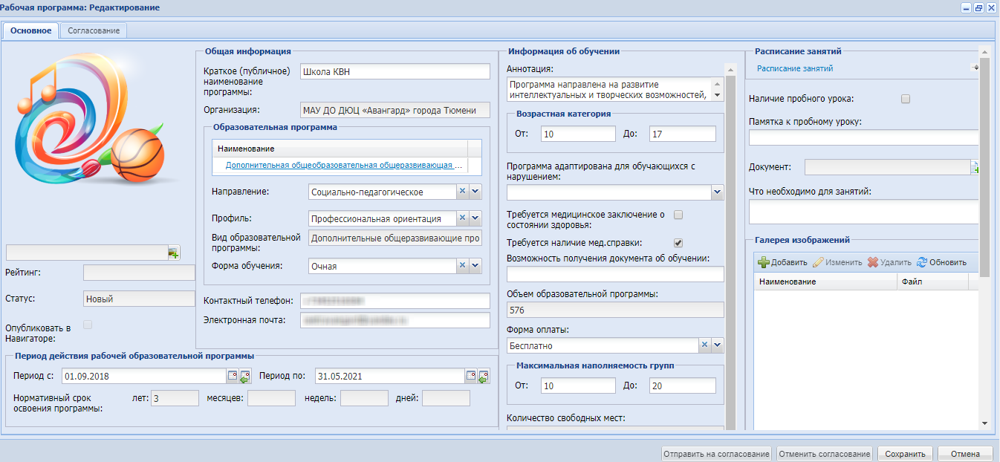 Рабочая программа: Редактирование
Основное
Согласование
Рейтинг:
Статус:
Новый
Опубликовать в
Навигаторе:
Общая информация
Краткое (публичное)
наименование
программы:
Школа КВН
Организация:
МАУ ДО ДЮЦ «Авангард» города Тюмени
Образовательная программа
Наименование
Дополнительная общеобразовательная общеразвивающая ...
Направление:
Социально-педагогическое
Профиль:
Профессиональная ориентация
Вид образовательной
программы:
Дополнительные общеразвивающие про
Форма обучения:
Очная
Контактный телефон:
Электронная почта:
Период действия рабочей образовательной программы
Период с:
01.09.2018
Период по:
31.05.2021
Нормативный срок
освоения программы:
лет:
3
месяцев:
недель:
дней:
Информация об обучении
Аннотация:
Программа направлена на развитие
интеллектуальных и творческих возможностей,
Возрастная категория
От:
10
До:
17
Программа адаптирована для обучающихся с
нарушением:
Требуется медицинское заключение о
состоянии здоровья:
Требуется наличие мед.справки:
Возможность получения документа об обучении:
Объем образовательной программы:
576
Форма оплаты:
Бесплатно
Максимальная наполняемость групп
От:
10
До:
20
Количество свободных мест:
Расписание занятий
Расписание занятий
Наличие пробного урока:
Памятка к пробному уроку:
Документ:
Что необходимо для занятий:
Галерея изображений
Добавить
Изменить
Удалить
Обновить
Наименование
Файл
Отправить на согласование
Отменить согласование
Сохранить
Отмена